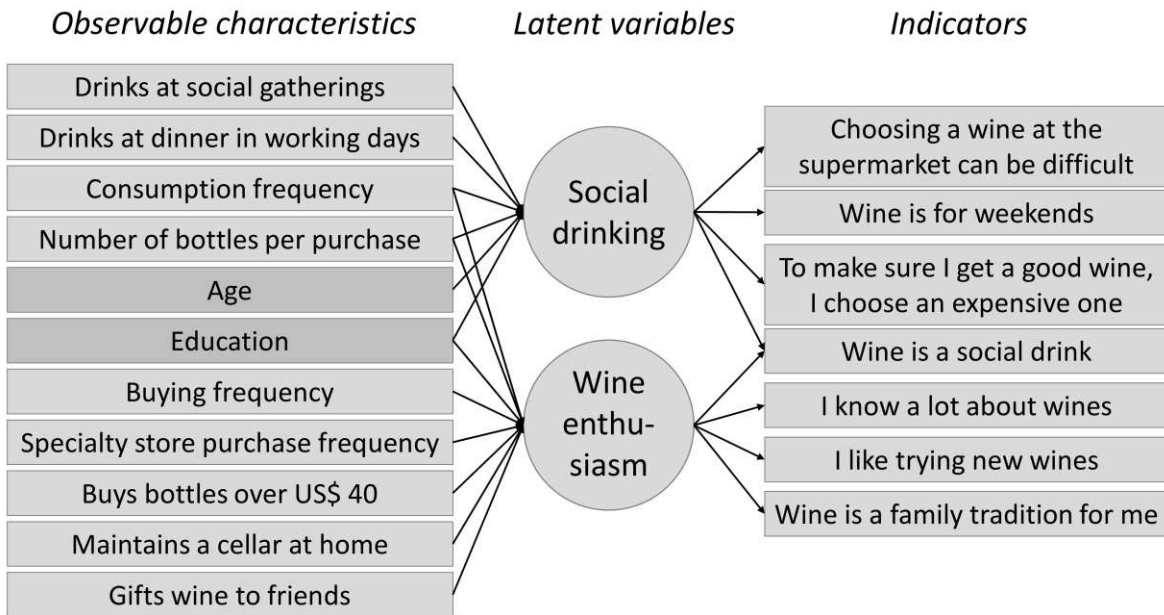 Observable characteristics
Latent variables
Indicators
Drinks at social gatherings
Drinks at dinner in working days
Consumption frequency
Number of bottles per purchase
Age
Education
Buying frequency
Specialty store purchase frequency
Buys bottles over US$ 40
Maintains a cellar at home
Gifts wine to friends
Social
drinking
Wine
enthu-
siasm
Choosing a wine at the
supermarket can be difficult
Wine is for weekends
To make sure I get a good wine,
I choose an expensive one
Wine is a social drink
I know a lot about wines
I like trying new wines
Wine is a family tradition for me